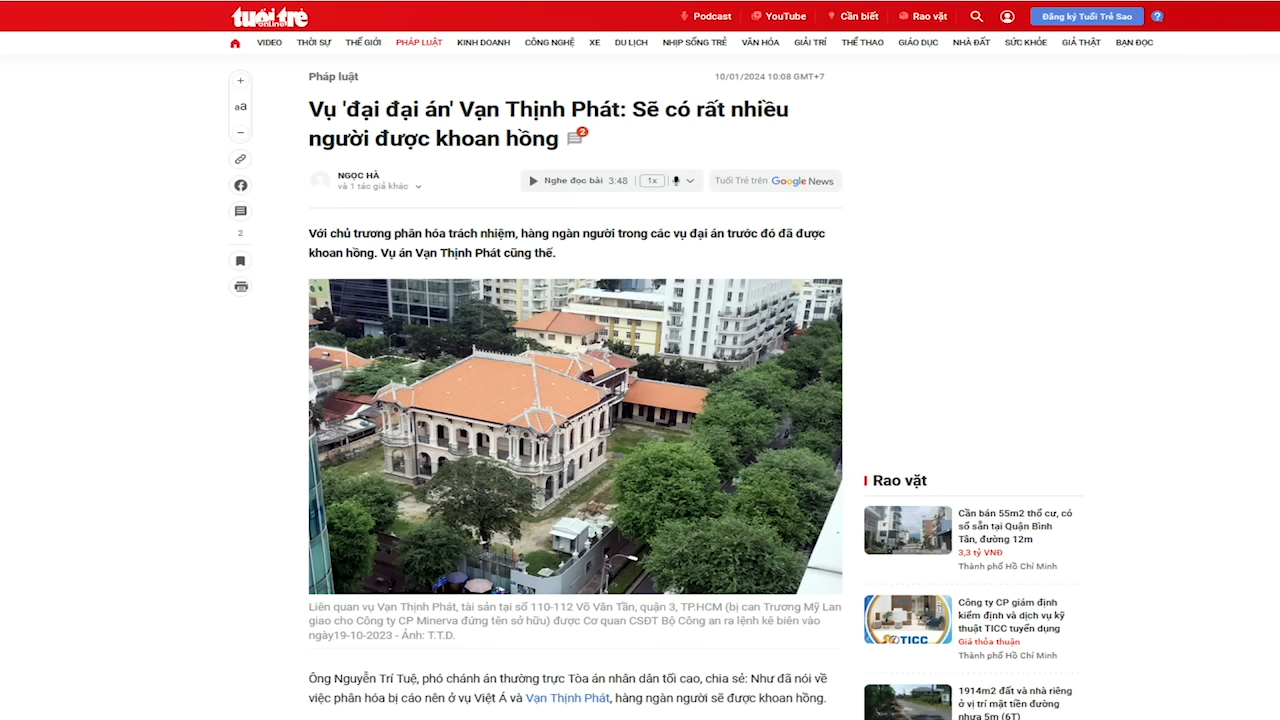 tuổi trẻ
online
Podcast
YouTube
Cần biết
Rao vặt
Đăng ký Tuổi Trẻ Sao
?
VIDEO THỜI SỰ THẾ GIỚI PHÁP LUẬT KINH DOANH CÔNG NGHỆ XE DU LỊCH NHỊP SỐNG TRẺ VĂN HÓA GIẢI TRÍ THỂ THAO GIÁO DỤC NHÀ ĐẤT SỨC KHỎE GIẢ THẬT BẠN ĐỌC
+
aa
−
2
Pháp luật
10/01/2024 10:08 GMT+7
Vụ 'đại đại án' Vạn Thịnh Phát: Sẽ có rất nhiều
người được khoan hồng
2
NGỌC HÀ
và 1 tác giả khác
Nghe đọc bài 3:48 1x
Tuổi Trẻ trên Google News
Với chủ trương phân hóa trách nhiệm, hàng ngàn người trong các vụ đại án trước đó đã được
khoan hồng. Vụ án Vạn Thịnh Phát cũng thế.
Liên quan vụ Vạn Thịnh Phát, tài sản tại số 110-112 Võ Văn Tần, quận 3, TP.HCM (bị can Trương Mỹ Lan
giao cho Công ty CP Minerva đứng tên sở hữu) được Cơ quan CSĐT Bộ Công an ra lệnh kê biên vào
ngày19-10-2023 - Ảnh: T.T.D.
Ông Nguyễn Trí Tuệ, phó chánh án thường trực Tòa án nhân dân tối cao, chia sẻ: Như đã nói về
việc phân hóa bị cáo nên ở vụ Việt Á và Vạn Thịnh Phát, hàng ngàn người sẽ được khoan hồng.
Rao vặt
Cần bán 55m2 thổ cư, có
sổ sẵn tại Quận Bình
Tân, đường 12m
3,3 tỷ VNĐ
Thành phố Hồ Chí Minh
TICC
Công ty CP giám định
kiểm định và dịch vụ kỹ
thuật TICC tuyển dụng
Giá thỏa thuận
Thành phố Hồ Chí Minh
1914m2 đất và nhà riêng
ở vị trí mặt tiền đường
nhựa 5m (6T)